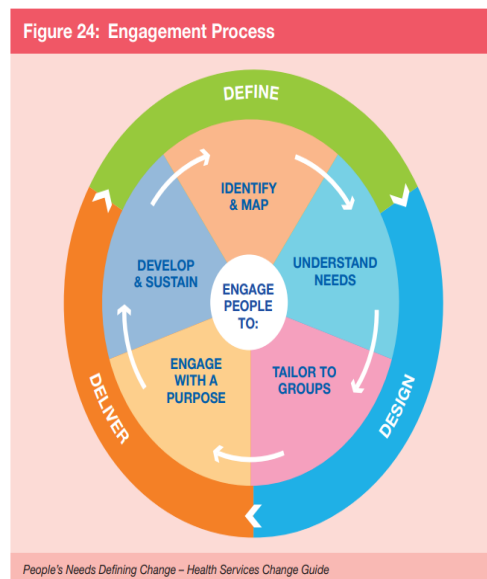 Figure 24: Engagement Process
DEFINE
IDENTIFY
& MAP
UNDERSTAND
NEEDS
TAILOR TO
GROUPS
ENGAGE
WITH A
PURPOSE
DEVELOP
& SUSTAIN
ENGAGE
PEOPLE
TO:
DESIGN
DELIVER
People's Needs Defining Change – Health Services Change Guide